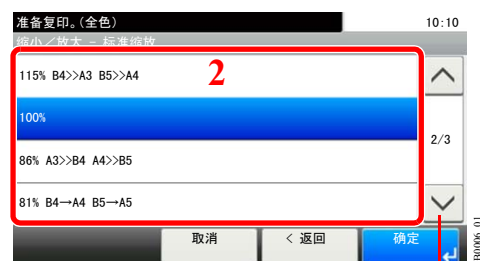 准备复印。(全色) 10:10
缩小／放大 - 标准缩放
115% B4>>A3 B5>>A4
2
100%
2/3
86% A3>>B4 A4>>B5
81% B4→A4 B5→A5
取消 < 返回 确定
B0006_01